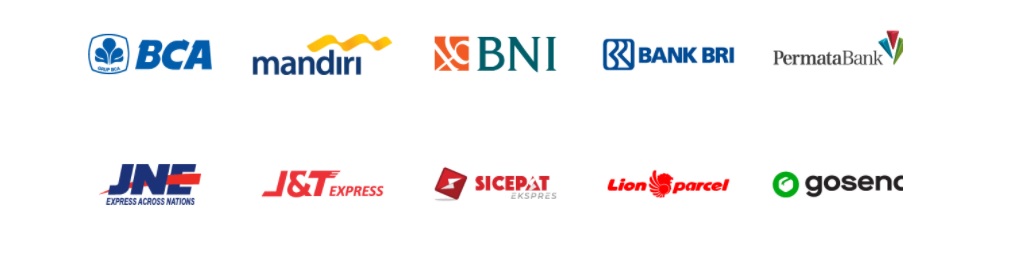 GRUP BCA
BCA
mandiri
BNI
BANK BRI
PermataBank
JNE
EXPRESS ACROSS NATIONS
J&T EXPRESS
SICEPAT
EKSPRES
Lion parcel
gosend